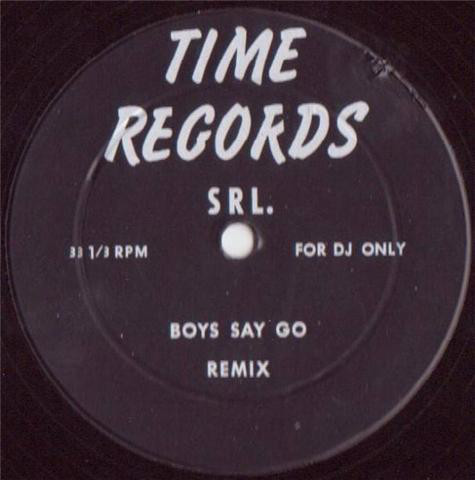 TIME
RECORDS
SRL.
33 1/3 RPM
FOR DJ ONLY
BOYS SAY GO
REMIX